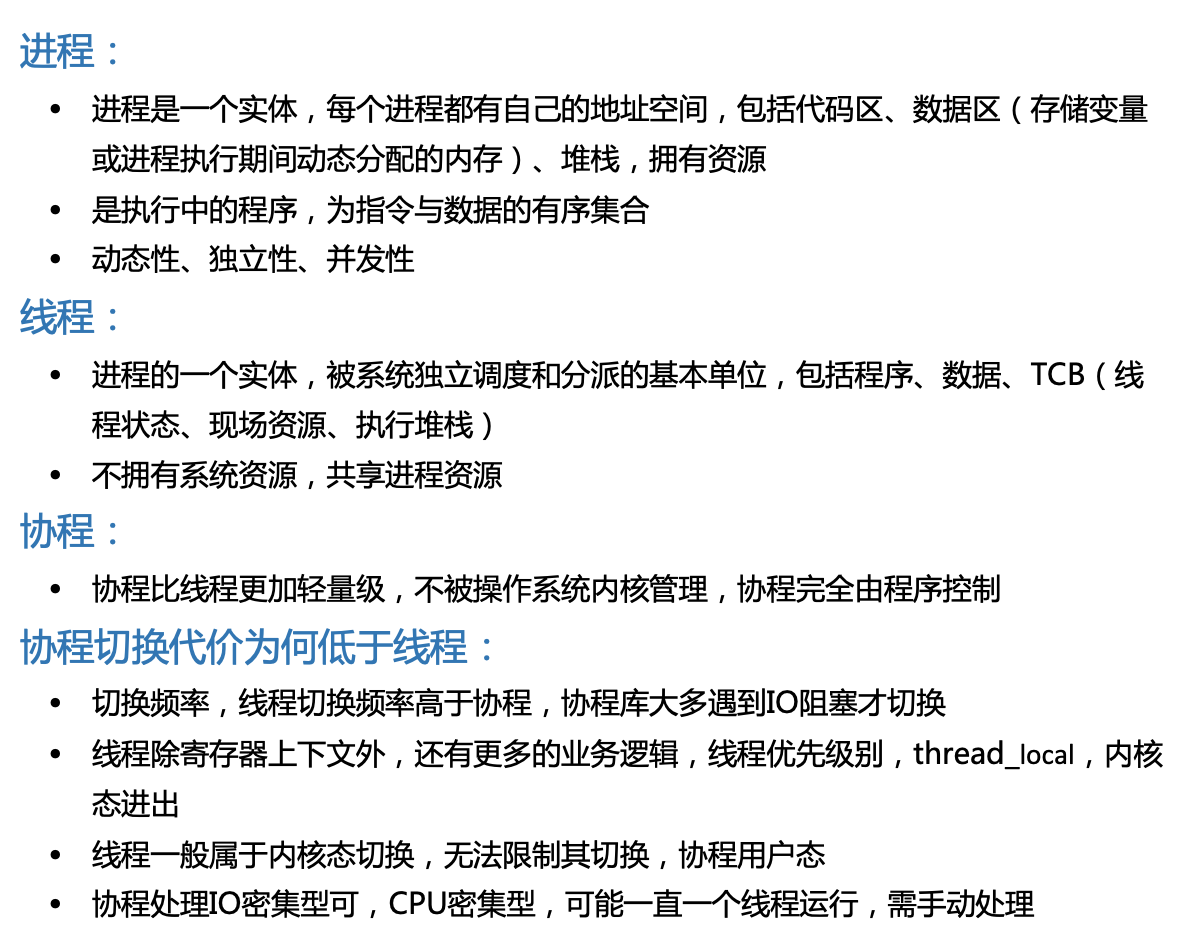 进程：
• 进程是一个实体，每个进程都有自己的地址空间，包括代码区、数据区（存储变量
或进程执行期间动态分配的内存）、堆栈，拥有资源
• 是执行中的程序，为指令与数据的有序集合
• 动态性、独立性、并发性
线程：
• 进程的一个实体，被系统独立调度和分派的基本单位，包括程序、数据、TCB（线
程状态、现场资源、执行堆栈）
• 不拥有系统资源，共享进程资源
协程：
• 协程比线程更加轻量级，不被操作系统内核管理，协程完全由程序控制
协程切换代价为何低于线程：
• 切换频率，线程切换频率高于协程，协程库大多遇到IO阻塞才切换
• 线程除寄存器上下文外，还有更多的业务逻辑，线程优先级别，thread_local，内核
态进出
• 线程一般属于内核态切换，无法限制其切换，协程用户态
• 协程处理IO密集型可，CPU密集型，可能一直一个线程运行，需手动处理